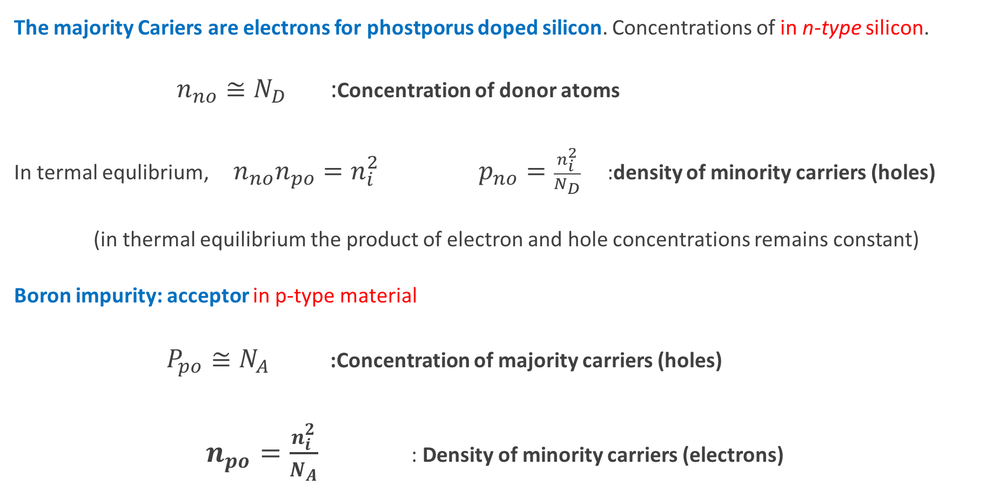 The majority Cariers are electrons for phostporus doped silicon. Concentrations of in n-type silicon.
n_{no} ≅ N_D :Concentration of donor atoms
In termal equlibrium, n_{no}n_{po} = n_i^2 p_{no} = \frac{n_i^2}{N_D} :density of minority carriers (holes)
(in thermal equilibrium the product of electron and hole concentrations remains constant)
Boron impurity: acceptor in p-type material
P_{po} ≅ N_A :Concentration of majority carriers (holes)
n_{po} = \frac{n_i^2}{N_A} : Density of minority carriers (electrons)